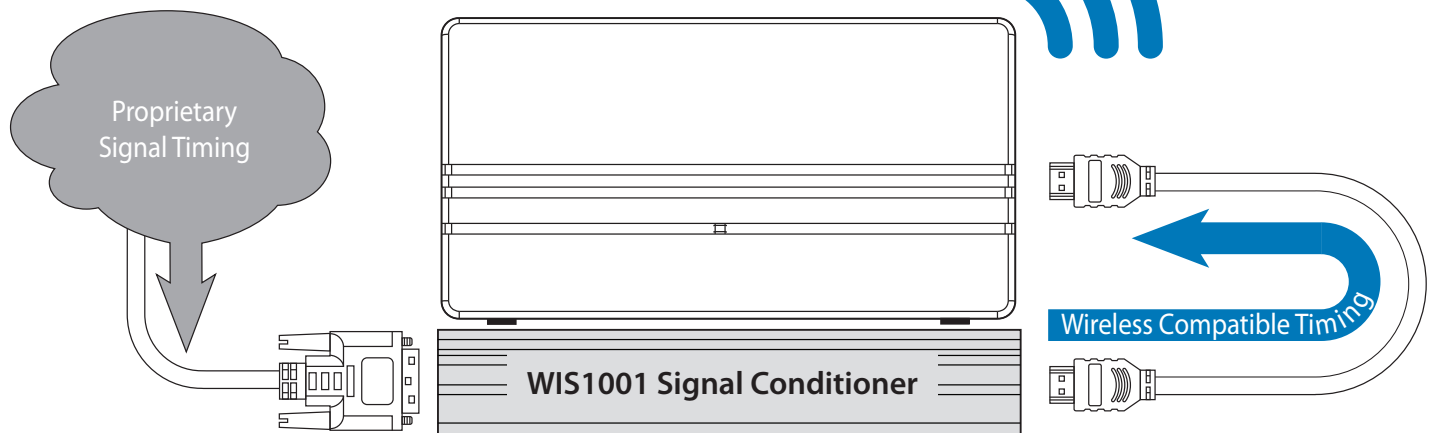 Proprietary
Signal Timing
Wireless Compatible Timing
WIS1001 Signal Conditioner